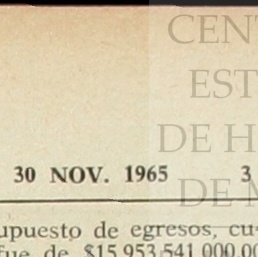 CENT
EST
DE H
30 NOV. 1965 3
DE M
upuesto de egresos, cu-
fue de $15 953 541 000.00